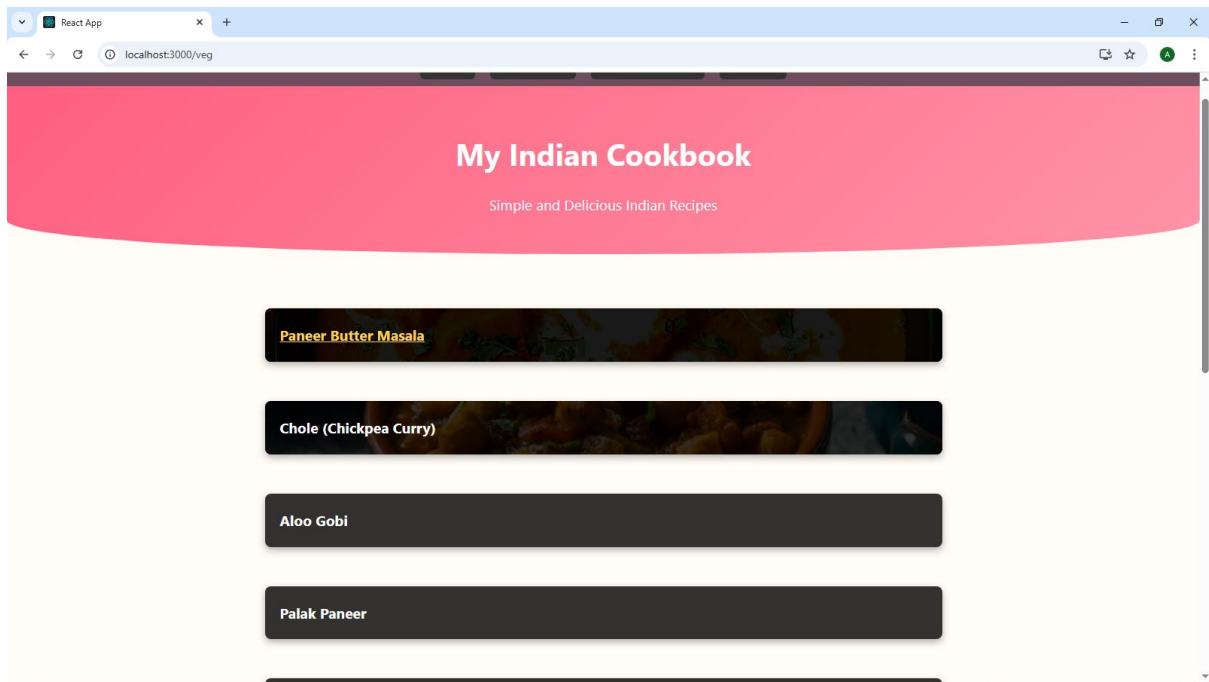 React App
localhost:3000/veg
A
My Indian Cookbook
Simple and Delicious Indian Recipes
Paneer Butter Masala
Chole (Chickpea Curry)
Aloo Gobi
Palak Paneer